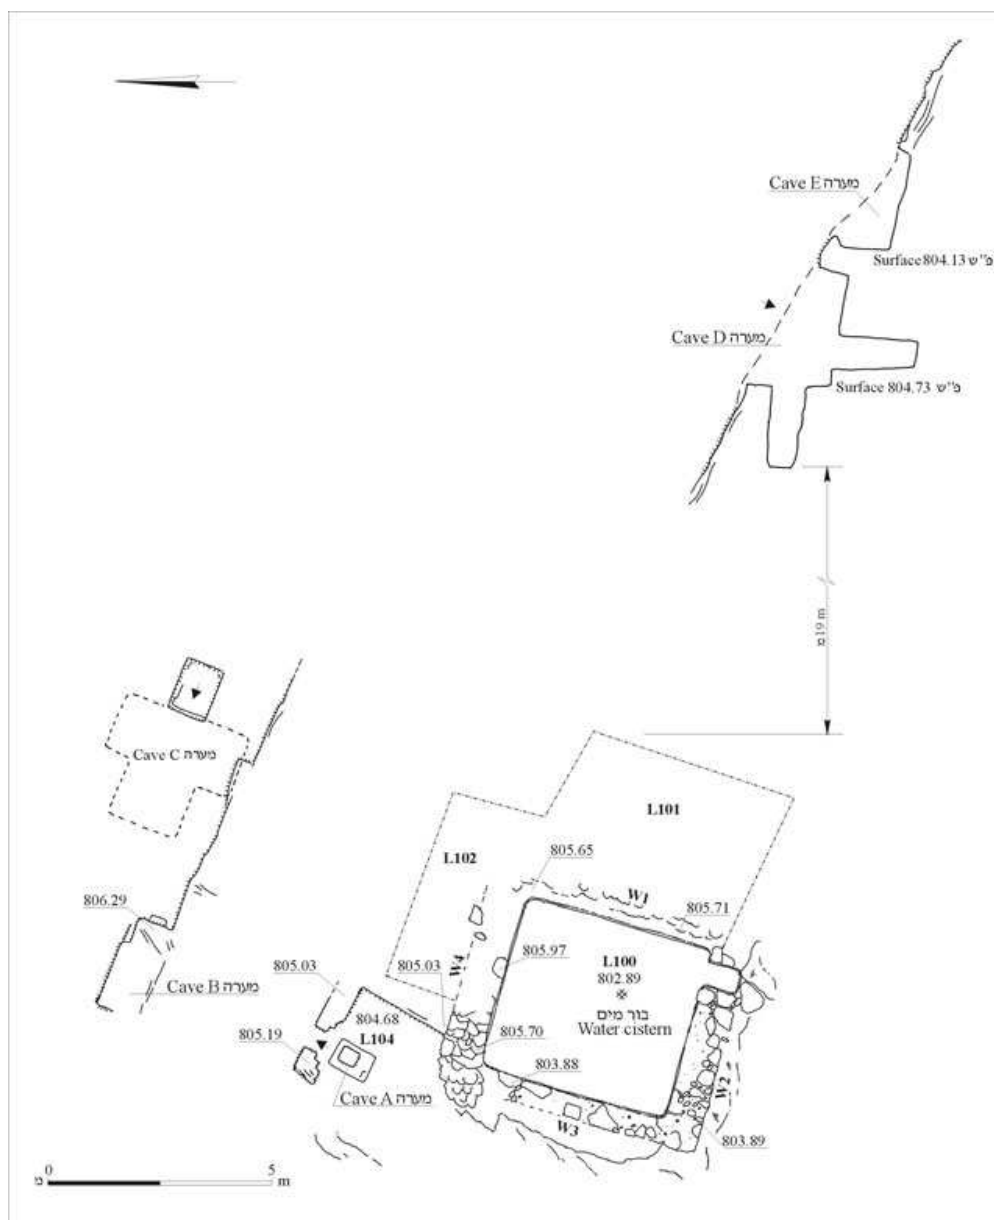 Cave E מערה
Surface 804.13 פ"ש
Cave D מערה
Surface 804.73 פ"ש
19 m מ
Cave C מערה
L101
L102
805.65
W1
806.29
805.71
L100
805.97
802.89
805.03
805.03
W4
Cave B מערה
בור מים
Water cistern
804.68
805.19
L104
805.70
803.88
W2
Cave A מערה
W3
803.89
0 5
מ m